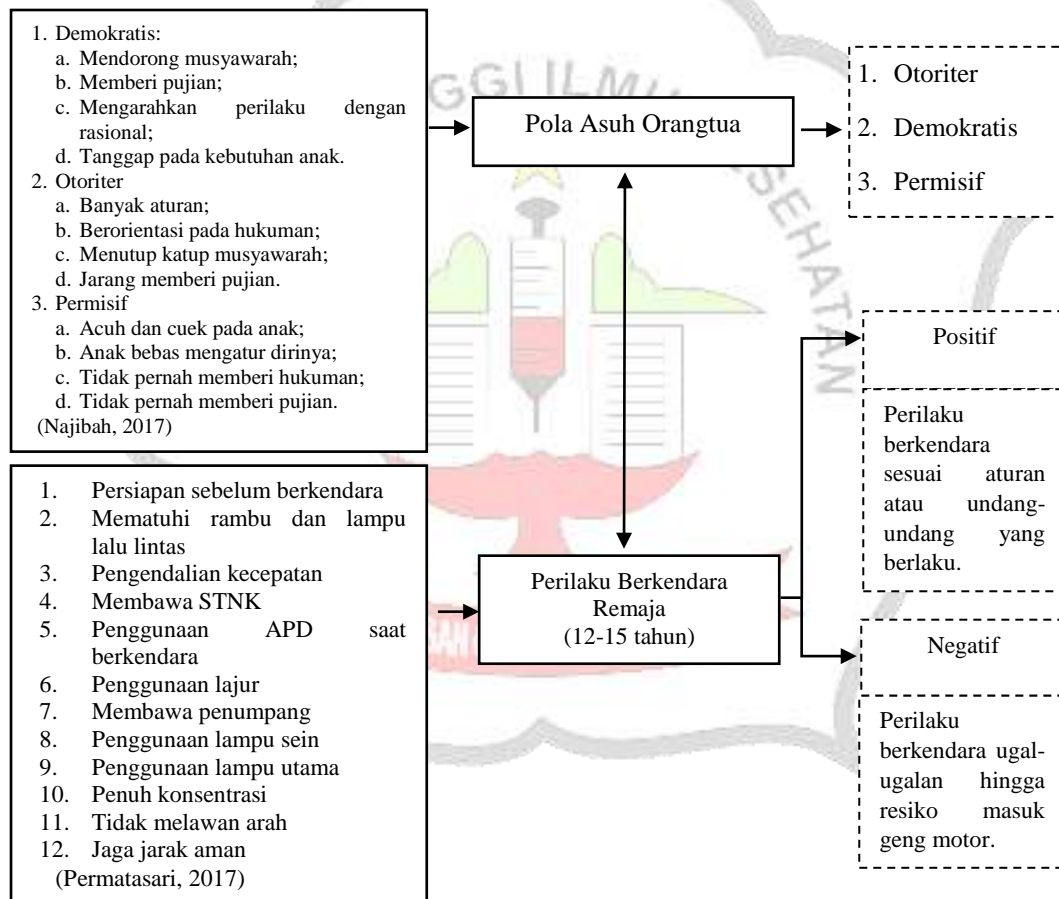 1. Demokratis:
a. Mendorong musyawarah;
b. Memberi pujian;
c. Mengarahkan perilaku dengan
rasional;
d. Tanggap pada kebutuhan anak.
2. Otoriter
a. Banyak aturan;
b. Berorientasi pada hukuman;
c. Menutup katup musyawarah;
d. Jarang memberi pujian.
3. Permisif
a. Acuh dan cuek pada anak;
b. Anak bebas mengatur dirinya;
c. Tidak pernah memberi hukuman;
d. Tidak pernah memberi pujian.
(Najibah, 2017)
Pola Asuh Orangtua
1. Otoriter
2. Demokratis
3. Permisif
1. Persiapan sebelum berkendara
2. Mematuhi rambu dan lampu
lalu lintas
3. Pengendalian kecepatan
4. Membawa STNK
5. Penggunaan APD saat
berkendara
6. Penggunaan lajur
7. Membawa penumpang
8. Penggunaan lampu sein
9. Penggunaan lampu utama
10. Penuh konsentrasi
11. Tidak melawan arah
12. Jaga jarak aman
(Permatasari, 2017)
Perilaku Berkendara
Remaja
(12-15 tahun)
Positif
Perilaku
berkendara
sesuai aturan
atau undang-
undang yang
berlaku.
Negatif
Perilaku
berkendara ugal-
ugalan hingga
resiko masuk
geng motor.
GGI ILMU
SEHATAN